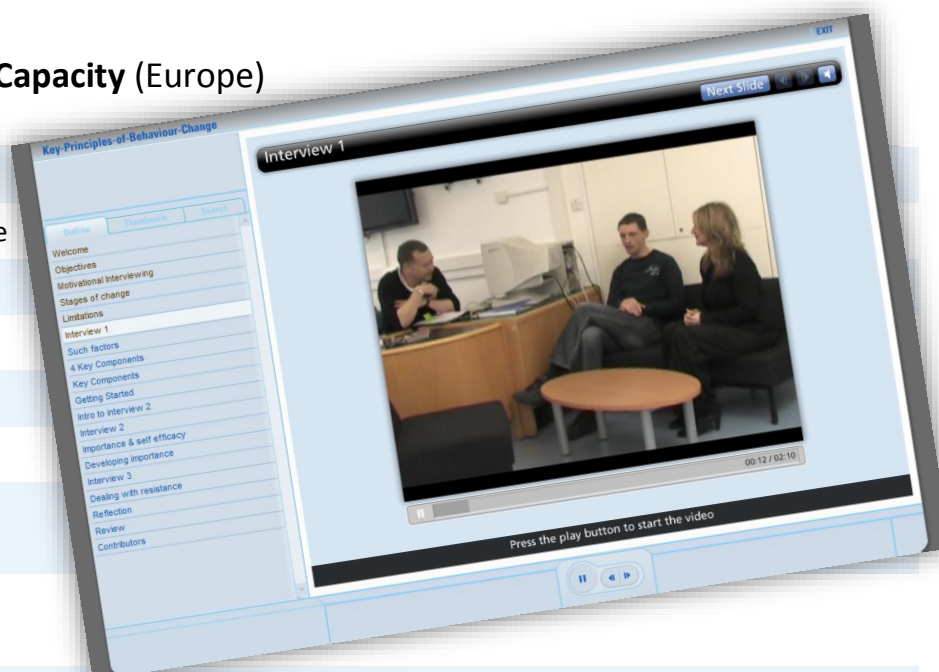 Capacity (Europe)
e
EXIT
Key-Principles-of-Behaviour-Change
Next Slide
Interview 1
Outline
Thumbnails
Search
Welcome
Objectives
Motivational Interviewing
Stages of change
Limitations
Interview 1
Such factors
4 Key Components
Key Components
Getting Started
Intro to interview 2
Interview 2
Importance & self efficacy
Developing importance
Interview 3
Dealing with resistance
Reflection
Review
Contributors
00:12 / 02:10
Press the play button to start the video